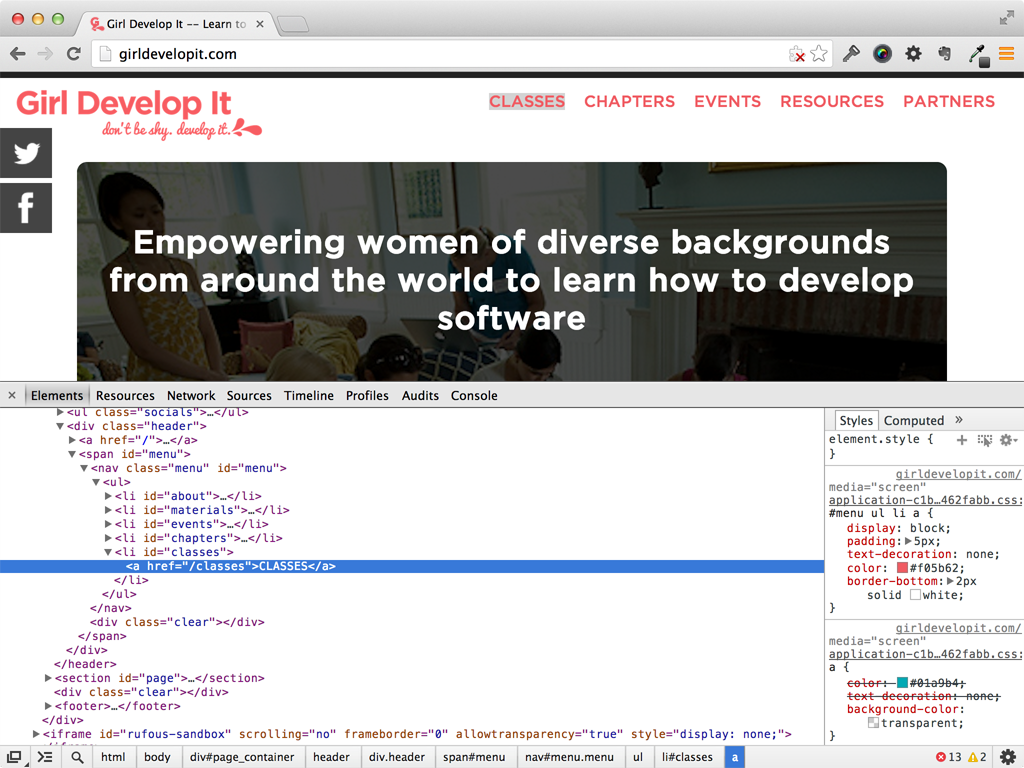 Girl Develop It -- Learn to
girldevelopit.com
Girl Develop It
don't be shy. develop it.
CLASSES CHAPTERS EVENTS RESOURCES PARTNERS
Empowering women of diverse backgrounds
from around the world to learn how to develop
software
× Elements Resources Network Sources Timeline Profiles Audits Console
▶<ul class="socials">…</ul>
▼<div class="header">
▶<a href="/">…</a>
▼<span id="menu">
▼<nav class="menu" id="menu">
▼<ul>
▶<li id="about">…</li>
▶<li id="materials">…</li>
▶<li id="events">…</li>
▶<li id="chapters">…</li>
▼<li id="classes">
<a href="/classes">CLASSES</a>
</li>
</ul>
</nav>
<div class="clear"></div>
</span>
</div>
</header>
▶<section id="page">…</section>
<div class="clear"></div>
▶<footer>…</footer>
</div>
▶<iframe id="rufous-sandbox" scrolling="no" frameborder="0" allowtransparency="true" style="display: none;">
Styles Computed »
element.style {
}
girldevelopit.com/
media="screen"
application-c1b…462fabb.css:
#menu ul li a {
display: block;
padding:▶5px;
text-decoration: none;
color: #f05b62;
border-bottom:▶2px
solid white;
}
girldevelopit.com/
media="screen"
application-c1b…462fabb.css:
a {
color: #01a9b4;
text-decoration: none;
background-color:
transparent;
}
html body div#page_container header div.header span#menu nav#menu.menu ul li#classes a 13 2